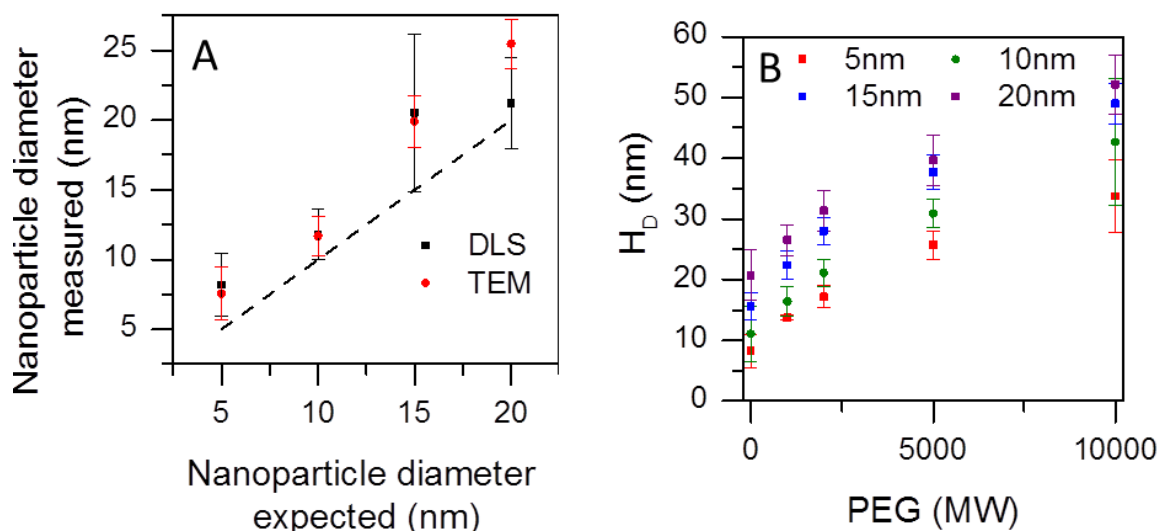 A
Nanoparticle diameter
measured (nm)
25
20
15
10
5
DLS
TEM
5
10
15
20
Nanoparticle diameter
expected (nm)
B
5nm
10nm
15nm
20nm
H_D (nm)
60
50
40
30
20
10
0
0
5000
10000
PEG (MW)